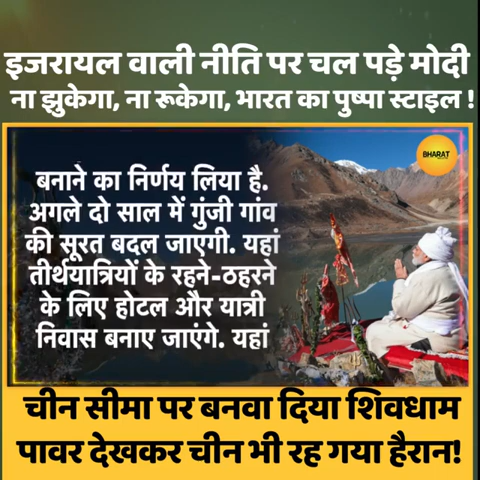 इजरायल वाली नीति पर चल पड़े मोदी
ना झुकेगा, ना रूकेगा, भारत का पुष्पा स्टाइल !
BHARAT
बनाने का निर्णय लिया है.
अगले दो साल में गुंजी गांव
की सूरत बदल जाएगी. यहां
तीर्थयात्रियों के रहने-ठहरने
के लिए होटल और यात्री
निवास बनाए जाएंगे. यहां
चीन सीमा पर बनवा दिया शिवधाम
पावर देखकर चीन भी रह गया हैरान!